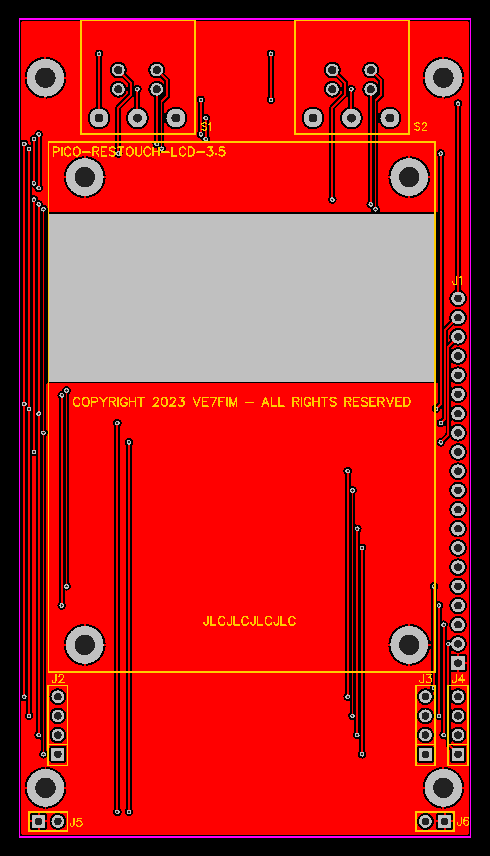 S1
S2
PICO-RESTOUCH-LCD-3.5
J1
COPYRIGHT 2023 VE7FIM - ALL RIGHTS RESERVED
JLCJLCJLCJLC
J2
J3
J4
J5
J6